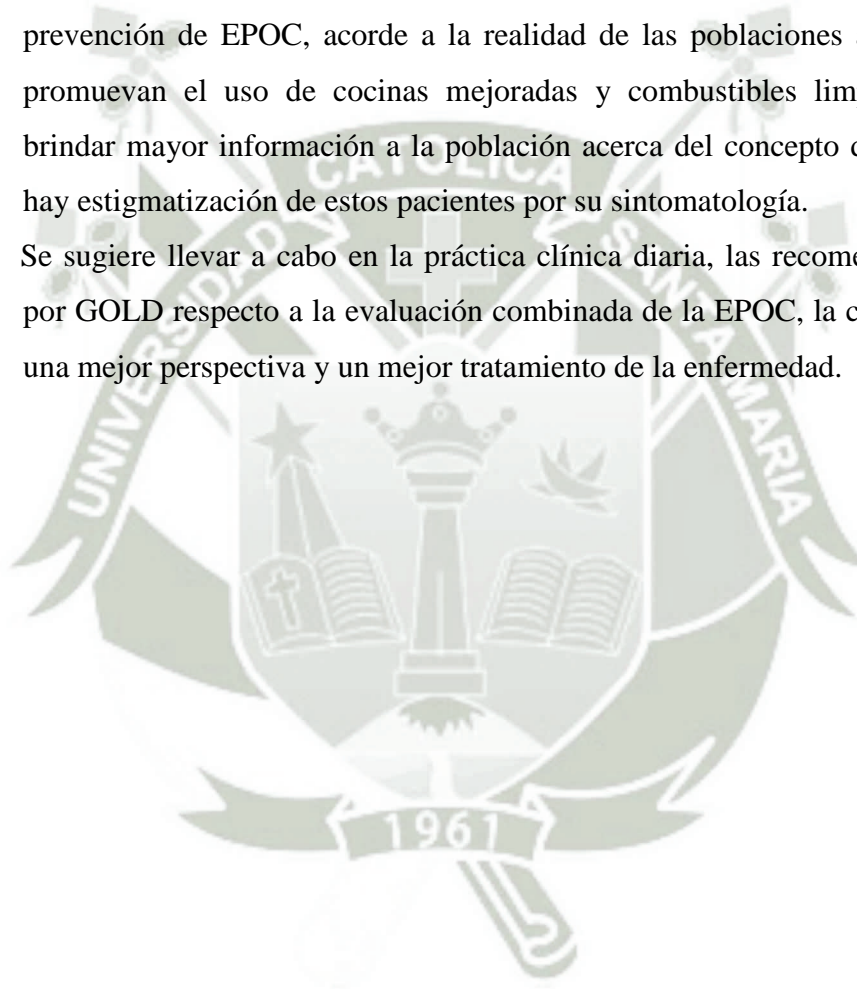 prevención de EPOC, acorde a la realidad de las poblaciones
promuevan el uso de cocinas mejoradas y combustibles
brindar mayor información a la población acerca del concepto
hay estigmatización de estos pacientes por su sintomatología.
Se sugiere llevar a cabo en la práctica clínica diaria, las
por GOLD respecto a la evaluación combinada de la EPOC, la
una mejor perspectiva y un mejor tratamiento de la enfermedad.
UNIVERSIDAD CATOLICA SANTA MARIA
1961